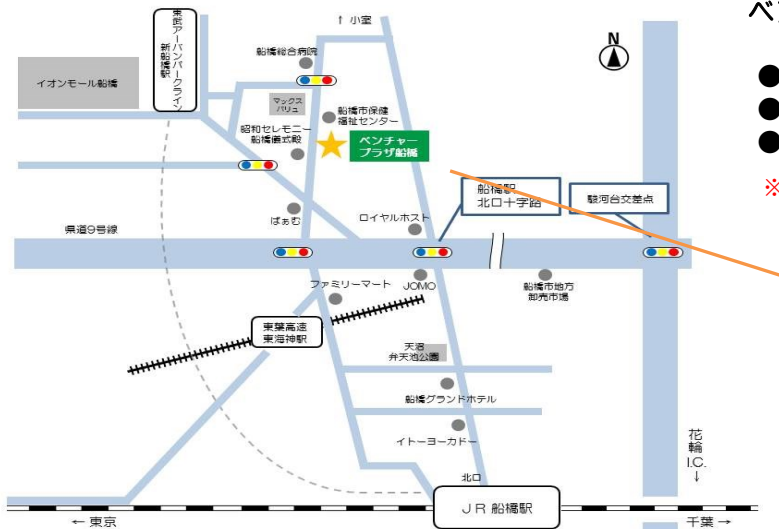 ベ
↑ 小室
東武アーバンパークライン
新船橋駅
イオンモール船橋
船橋総合病院
N
マックス
バリュ
船橋市保健
福祉センター
昭和セレモニー
船橋儀式殿
ベンチャー
プラザ船橋
※
船橋駅
北口十字路
駿河台交差点
ばぁむ
ロイヤルホスト
県道9号線
ファミリーマート
JOMO
船橋市地方
卸売市場
東葉高速
東海神駅
天沼
弁天池公園
船橋グランドホテル
イトーヨーカドー
花輪I.C.
↓
北口
JR 船橋駅
← 東京
千葉 →